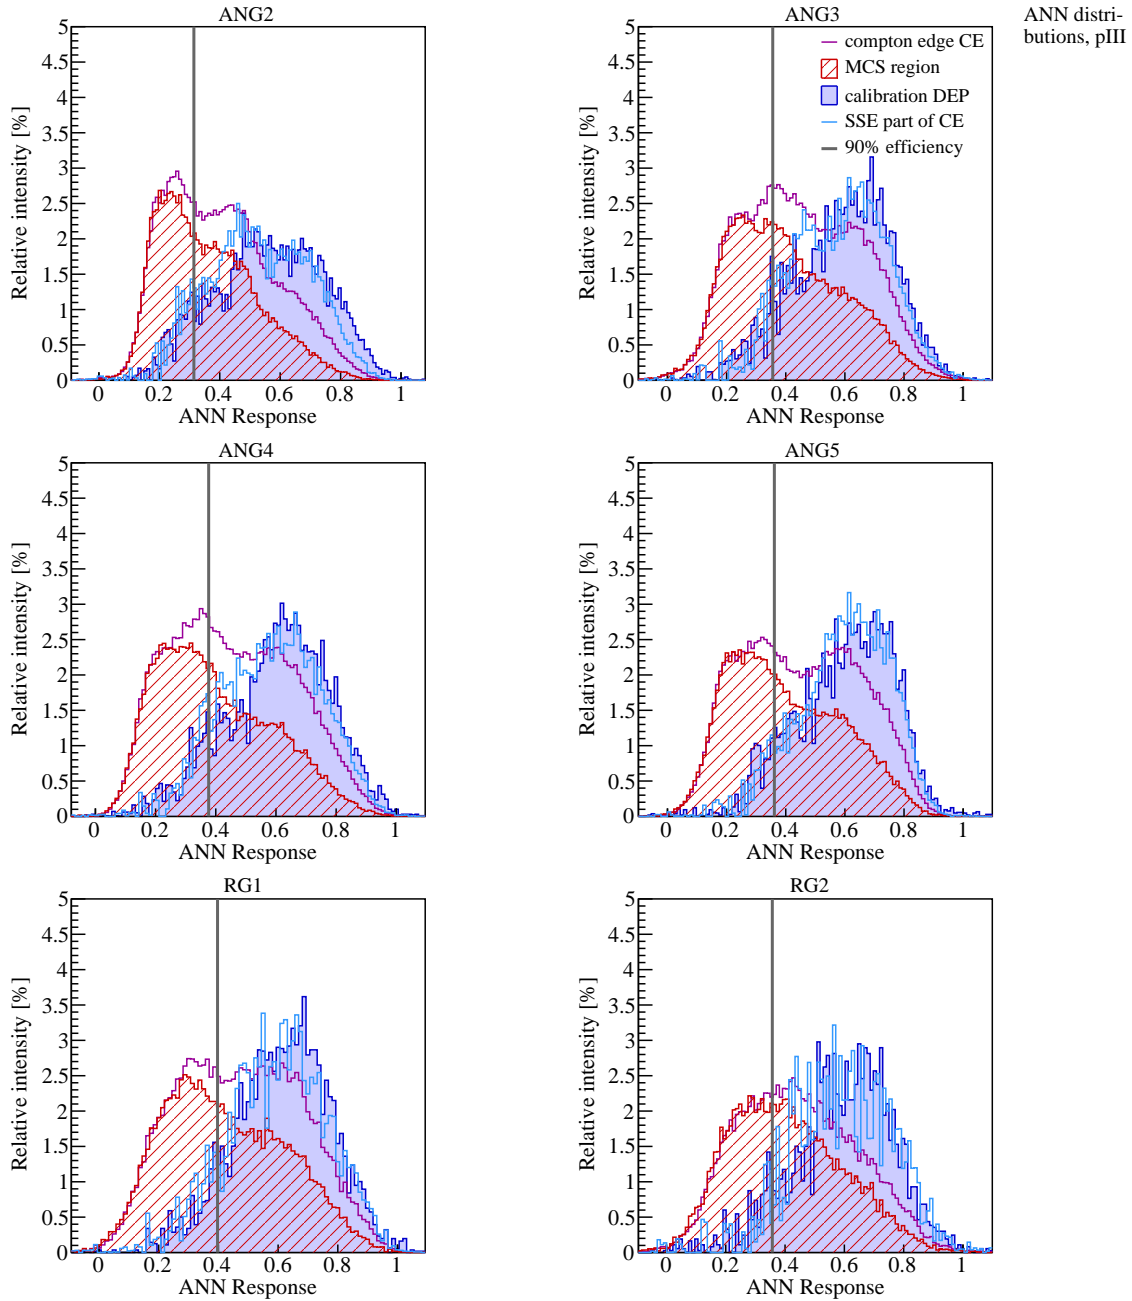 ANG2
5
4.5
4
3.5
3
2.5
2
1.5
1
0.5
0
Relative intensity [%]
0 0.2 0.4 0.6 0.8 1
ANN Response
ANG3
compton edge CE
MCS region
calibration DEP
SSE part of CE
90% efficiency
5
4.5
4
3.5
3
2.5
2
1.5
1
0.5
0
Relative intensity [%]
0 0.2 0.4 0.6 0.8 1
ANN Response
ANN distri-
butions, pIII
ANG4
5
4.5
4
3.5
3
2.5
2
1.5
1
0.5
0
Relative intensity [%]
0 0.2 0.4 0.6 0.8 1
ANN Response
ANG5
5
4.5
4
3.5
3
2.5
2
1.5
1
0.5
0
Relative intensity [%]
0 0.2 0.4 0.6 0.8 1
ANN Response
RG1
5
4.5
4
3.5
3
2.5
2
1.5
1
0.5
0
Relative intensity [%]
0 0.2 0.4 0.6 0.8 1
ANN Response
RG2
5
4.5
4
3.5
3
2.5
2
1.5
1
0.5
0
Relative intensity [%]
0 0.2 0.4 0.6 0.8 1
ANN Response